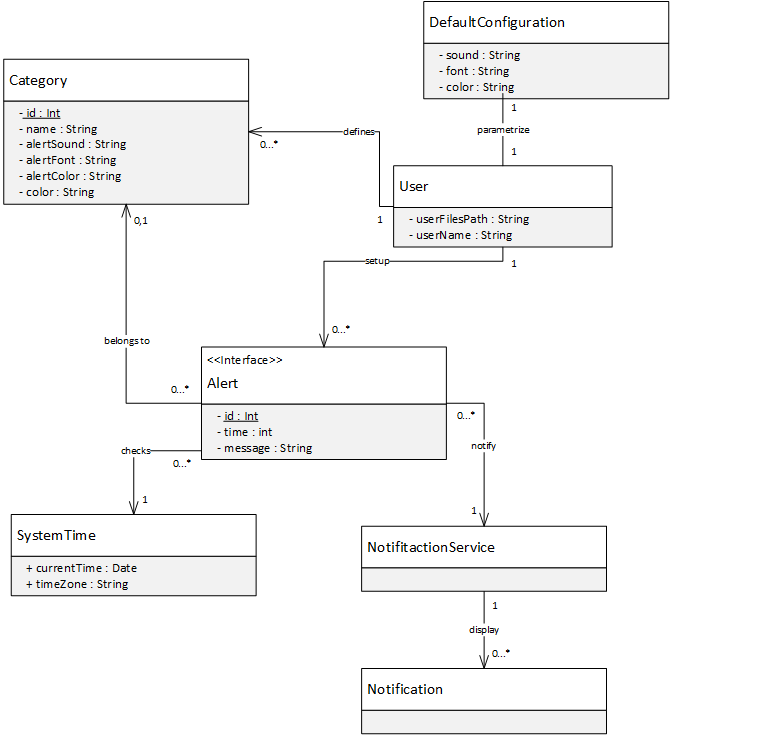 DefaultConfiguration
- sound : String
- font : String
- color : String
1
parametrize
1
Category
- id : Int
- name : String
- alertSound : String
- alertFont : String
- alertColor : String
- color : String
defines
0...*
1
User
- userFilesPath : String
- userName : String
0,1
setup
1
0...*
belongs to
0...*
<<Interface>>
Alert
- id : Int
- time : int
- message : String
0...*
notify
checks
0...*
1
1
SystemTime
+ currentTime : Date
+ timeZone : String
NotifitactionService
1
display
0...*
Notification